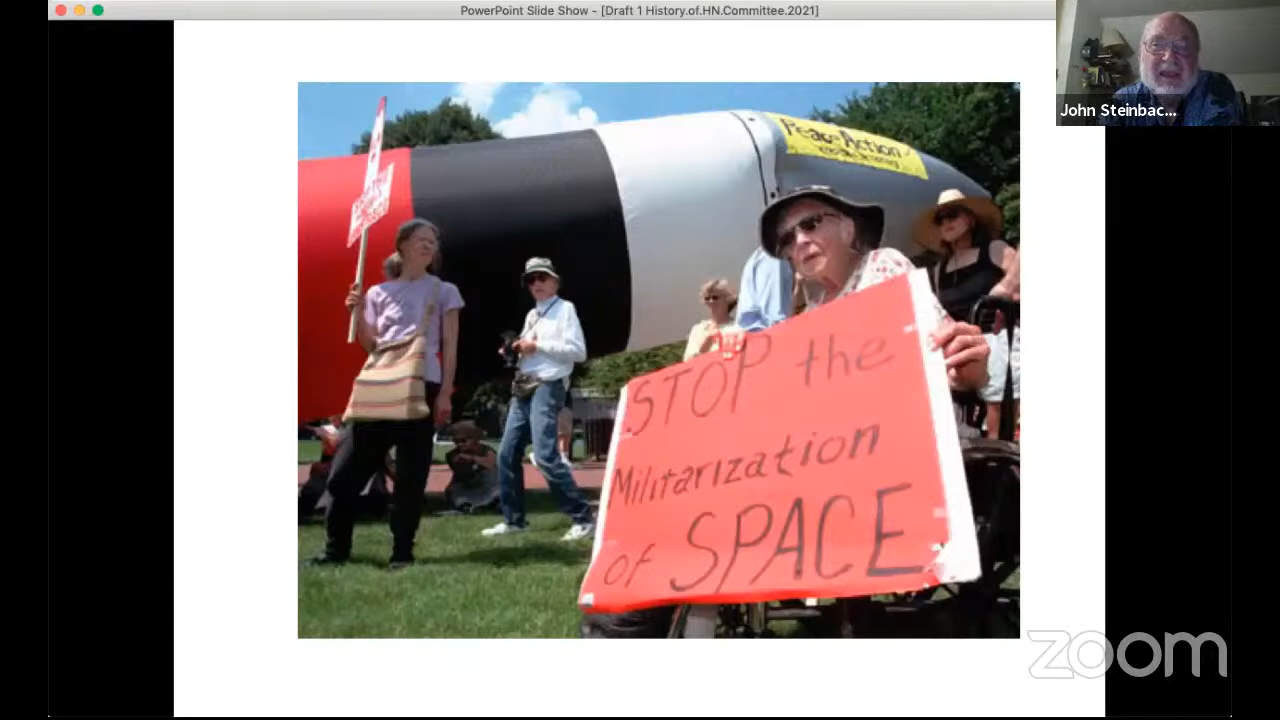 PowerPoint Slide Show - [Draft 1 History.of.HN.Committee.2021]
John Steinbac...
Peace Action
STOP the
Militarization
of SPACE
zoom